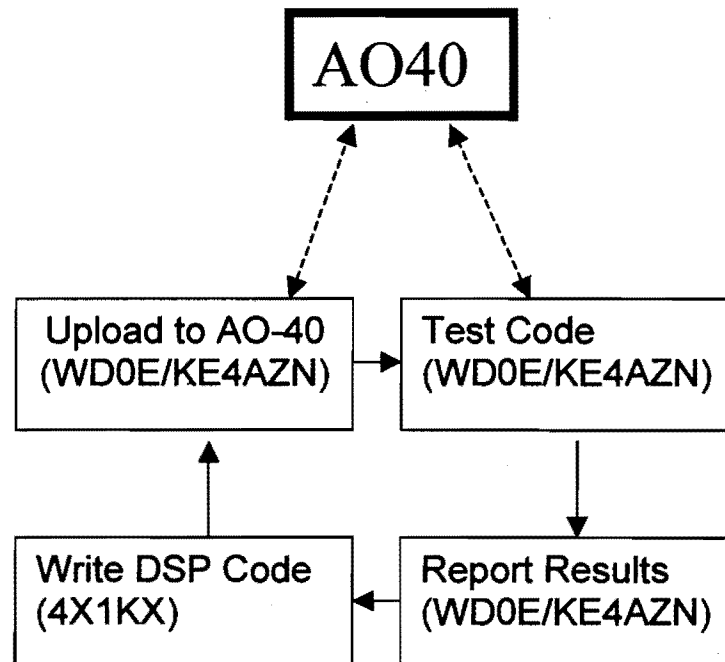 AO40
Upload to AO-40
(WD0E/KE4AZN)
Test Code
(WD0E/KE4AZN)
Write DSP Code
(4X1KX)
Report Results
(WD0E/KE4AZN)